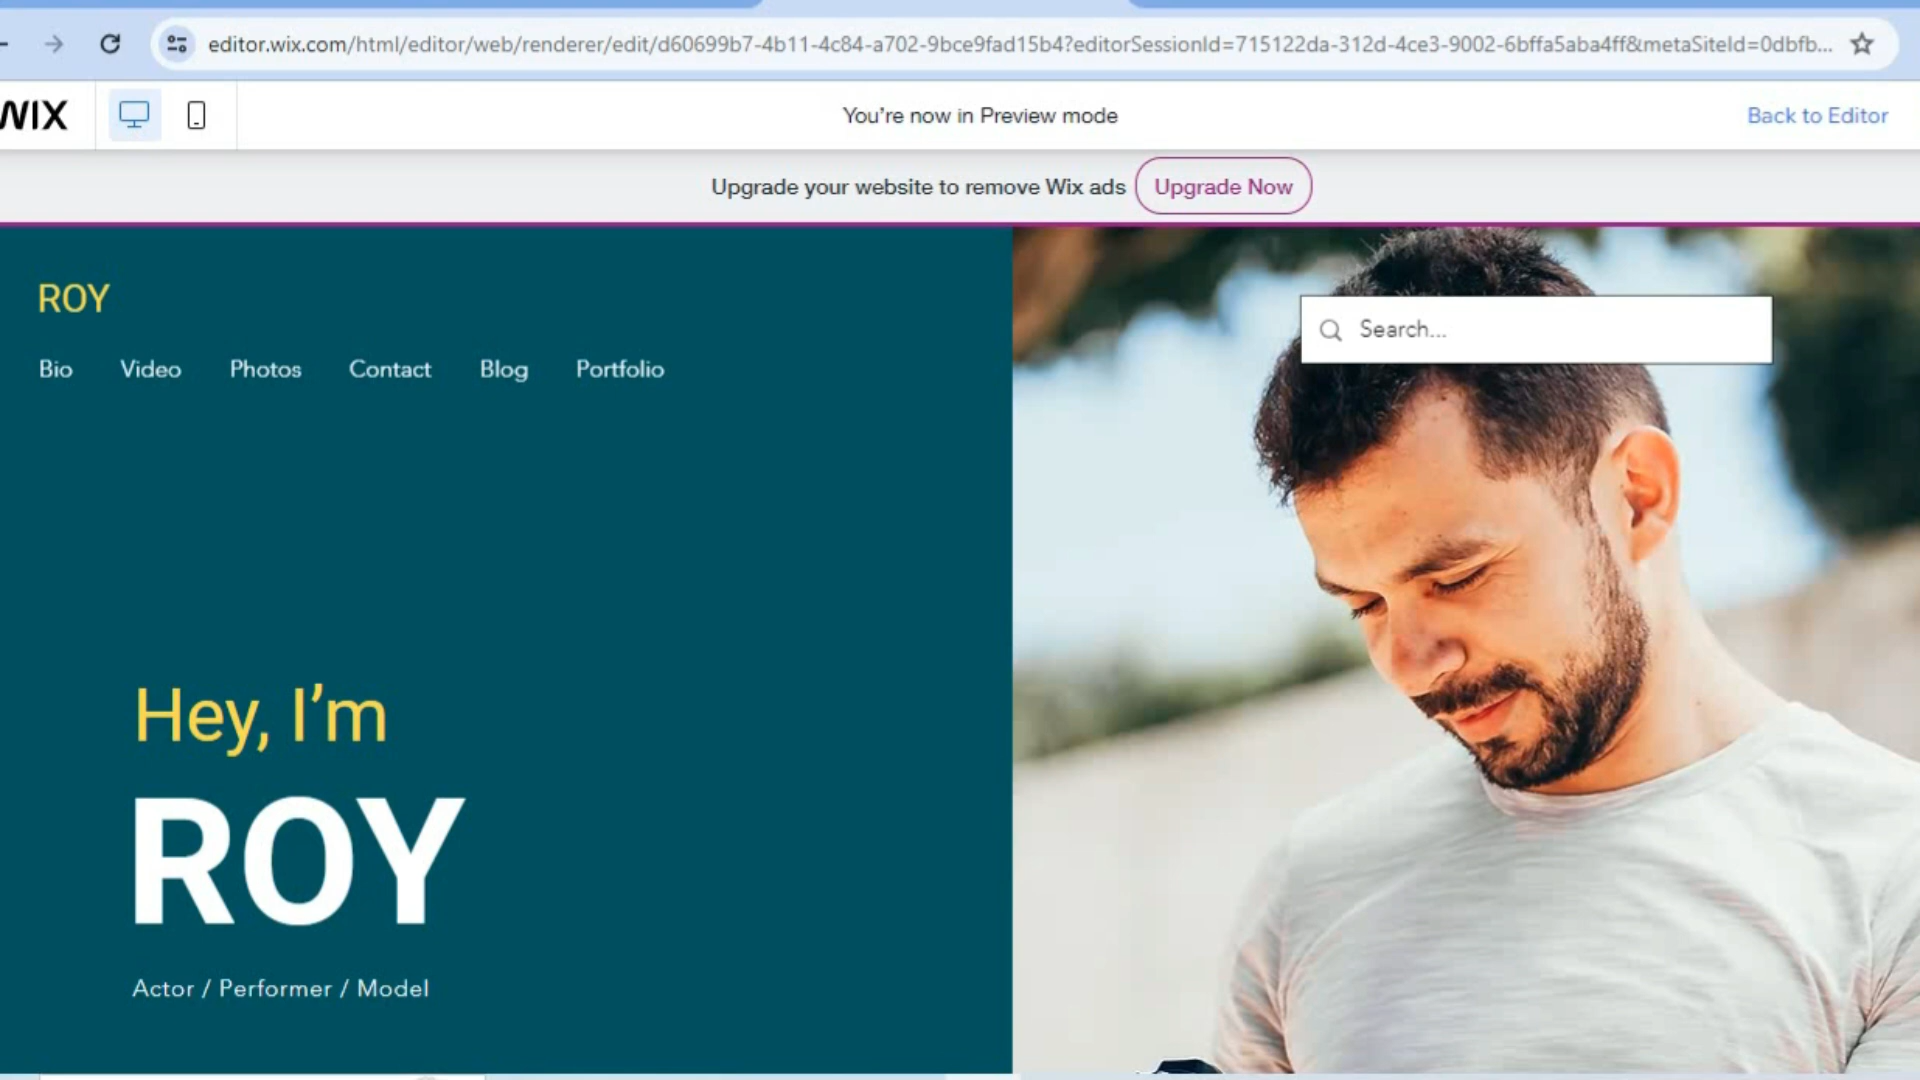 editor.wix.com/html/editor/web/renderer/edit/d60699b7-4b11-4c84-a702-9bce9fad15b4?editorSessionId=715122da-312d-4ce3-9002-6bffa5aba4ff&metaSiteId=0dbfb...
WIX
You're now in Preview mode
Back to Editor
Upgrade your website to remove Wix ads
Upgrade Now
ROY
Search...
Bio Video Photos Contact Blog Portfolio
Hey, I'm
ROY
Actor / Performer / Model